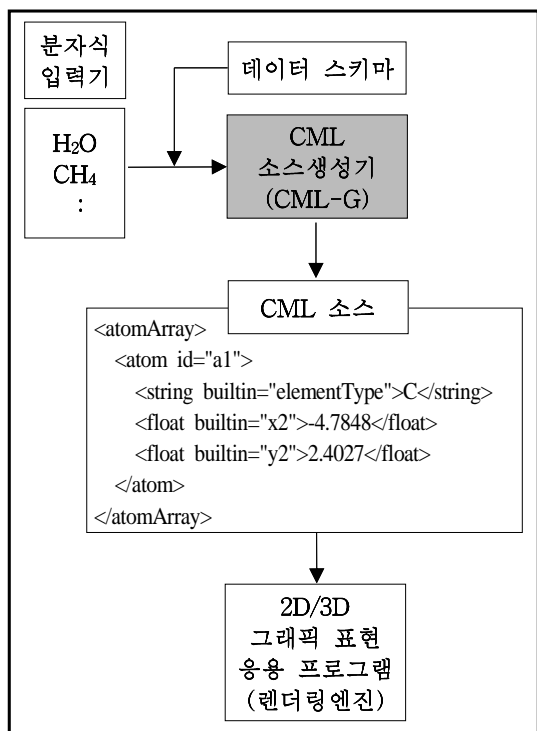 분자식
입력기
데이터 스키마
H₂O
CH₄
:
CML
소스생성기
(CML-G)
CML 소스
<atomArray>
<atom id="a1">
<string builtin="elementType">C</string>
<float builtin="x2">-4.7848</float>
<float builtin="y2">2.4027</float>
</atom>
</atomArray>
2D/3D
그래픽 표현
응용 프로그램
(렌더링엔진)